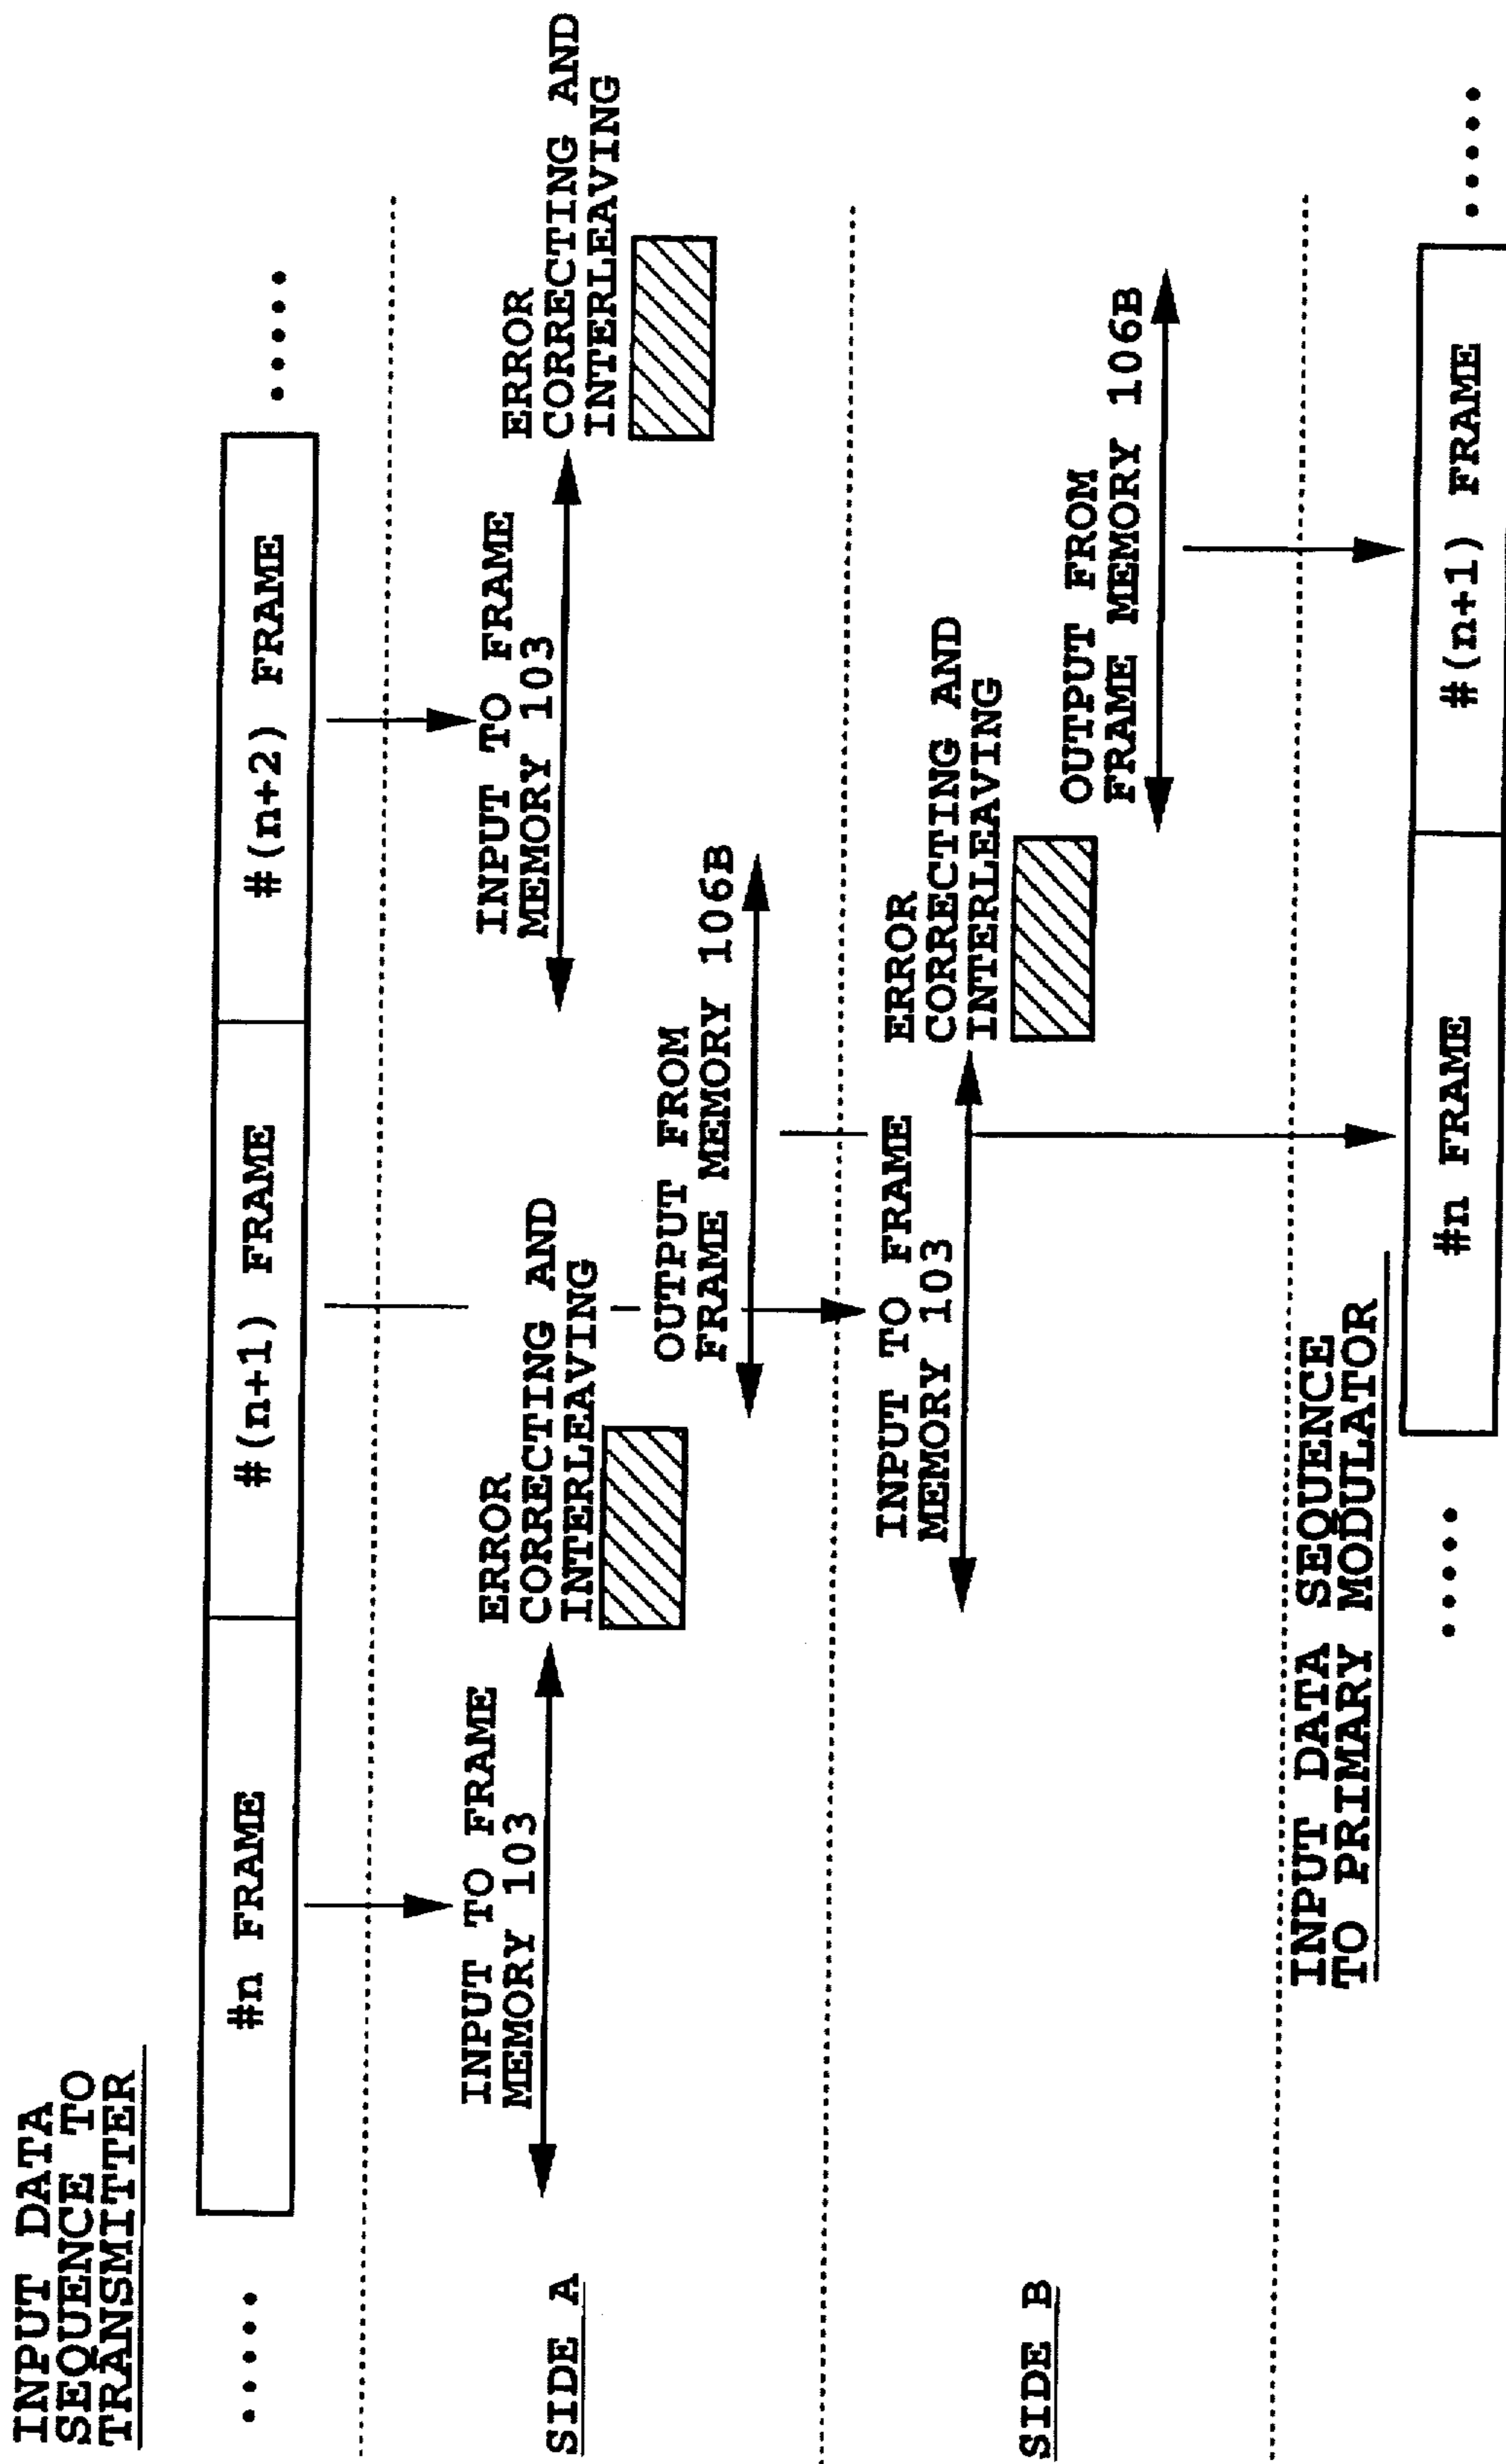 INPUT DATA
SEQUENCE TO
TRANSMITTER
.....
#n FRAME
#(n+1) FRAME
#(n+2) FRAME
.....
SIDE A
INPUT TO FRAME
MEMORY 103
ERROR
CORRECTING AND
INTERLEAVING
OUTPUT FROM
FRAME MEMORY 106B
INPUT TO FRAME
MEMORY 103
ERROR
CORRECTING AND
INTERLEAVING
SIDE B
INPUT TO FRAME
MEMORY 103
ERROR
CORRECTING AND
INTERLEAVING
OUTPUT FROM
FRAME MEMORY 106B
INPUT DATA SEQUENCE
TO PRIMARY MODULATOR
.....
#n FRAME
#(n+1) FRAME
.....